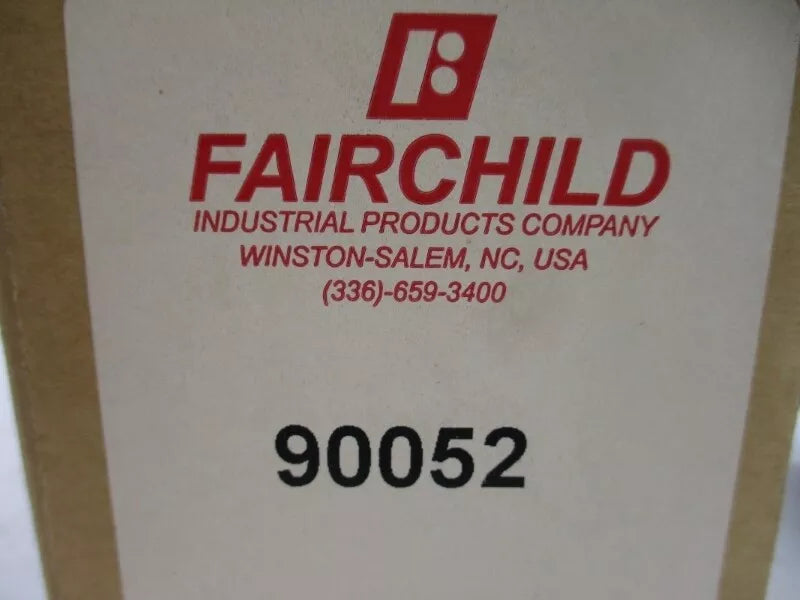 FAIRCHILD
INDUSTRIAL PRODUCTS COMPANY
WINSTON-SALEM, NC, USA
(336)-659-3400
90052